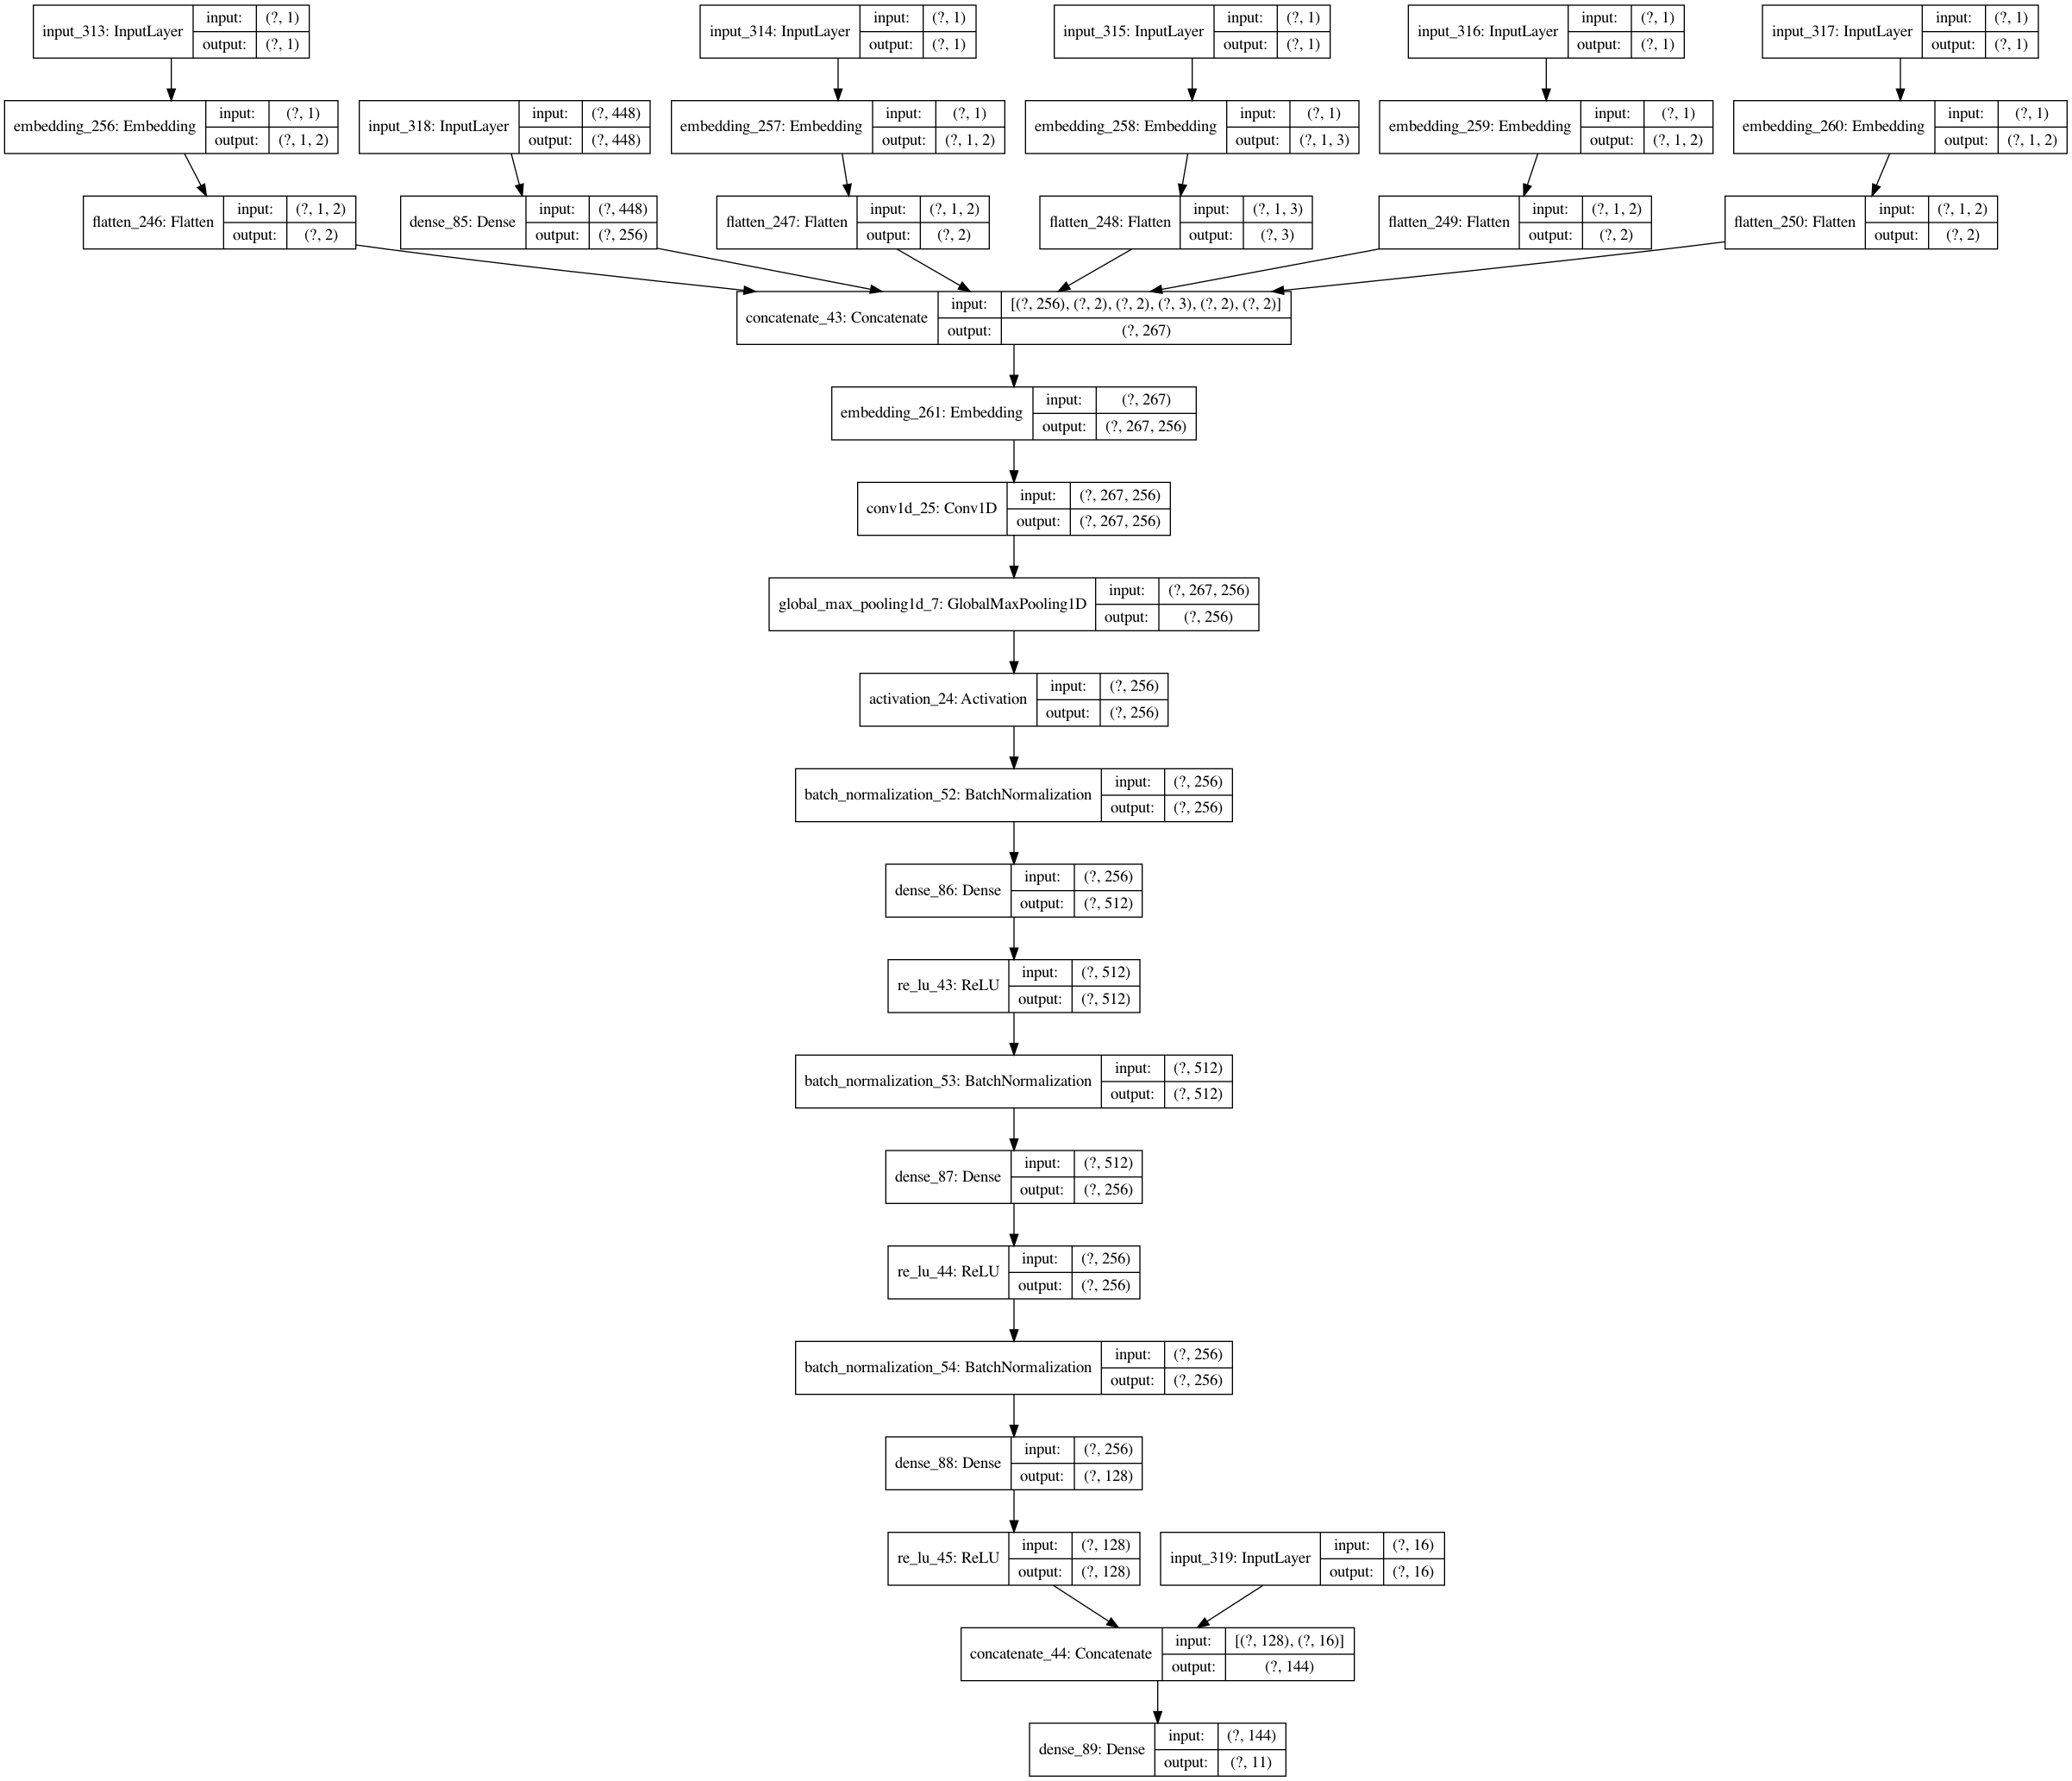 input_313: InputLayer input: (?, 1) output: (?, 1)
input_314: InputLayer input: (?, 1) output: (?, 1)
input_315: InputLayer input: (?, 1) output: (?, 1)
input_316: InputLayer input: (?, 1) output: (?, 1)
input_317: InputLayer input: (?, 1) output: (?, 1)
embedding_256: Embedding input: (?, 1) output: (?, 1, 2)
input_318: InputLayer input: (?, 448) output: (?, 448)
embedding_257: Embedding input: (?, 1) output: (?, 1, 2)
embedding_258: Embedding input: (?, 1) output: (?, 1, 3)
embedding_259: Embedding input: (?, 1) output: (?, 1, 2)
embedding_260: Embedding input: (?, 1) output: (?, 1, 2)
flatten_246: Flatten input: (?, 1, 2) output: (?, 2)
dense_85: Dense input: (?, 448) output: (?, 256)
flatten_247: Flatten input: (?, 1, 2) output: (?, 2)
flatten_248: Flatten input: (?, 1, 3) output: (?, 3)
flatten_249: Flatten input: (?, 1, 2) output: (?, 2)
flatten_250: Flatten input: (?, 1, 2) output: (?, 2)
concatenate_43: Concatenate input: [(?, 256), (?, 2), (?, 2), (?, 3), (?, 2), (?, 2)] output: (?, 267)
embedding_261: Embedding input: (?, 267) output: (?, 267, 256)
conv1d_25: Conv1D input: (?, 267, 256) output: (?, 267, 256)
global_max_pooling1d_7: GlobalMaxPooling1D input: (?, 267, 256) output: (?, 256)
activation_24: Activation input: (?, 256) output: (?, 256)
batch_normalization_52: BatchNormalization input: (?, 256) output: (?, 256)
dense_86: Dense input: (?, 256) output: (?, 512)
re_lu_43: ReLU input: (?, 512) output: (?, 512)
batch_normalization_53: BatchNormalization input: (?, 512) output: (?, 512)
dense_87: Dense input: (?, 512) output: (?, 256)
re_lu_44: ReLU input: (?, 256) output: (?, 256)
batch_normalization_54: BatchNormalization input: (?, 256) output: (?, 256)
dense_88: Dense input: (?, 256) output: (?, 128)
re_lu_45: ReLU input: (?, 128) output: (?, 128)
input_319: InputLayer input: (?, 16) output: (?, 16)
concatenate_44: Concatenate input: [(?, 128), (?, 16)] output: (?, 144)
dense_89: Dense input: (?, 144) output: (?, 11)